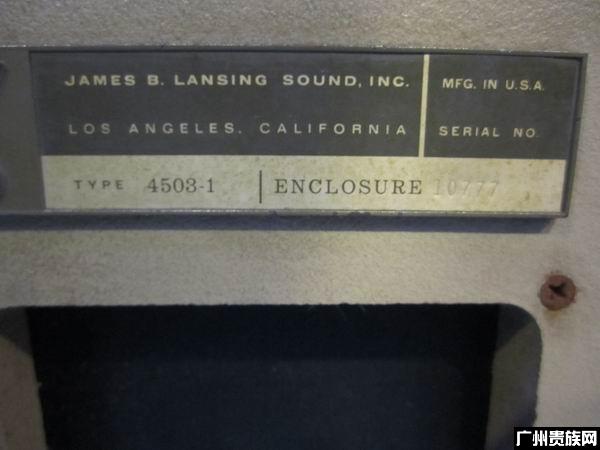 JAMES B. LANSING SOUND, INC.
MFG. IN U.S.A.
LOS ANGELES, CALIFORNIA
SERIAL NO.
TYPE 4503-1 ENCLOSURE 10777
广州贵族网